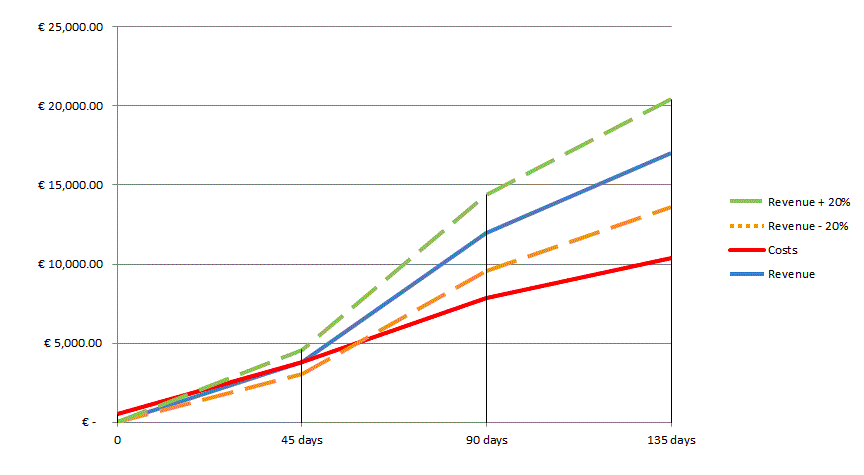 € 25,000.00
€ 20,000.00
€ 15,000.00
€ 10,000.00
€ 5,000.00
€ -
0 45 days 90 days 135 days
Revenue + 20%
Revenue - 20%
Costs
Revenue